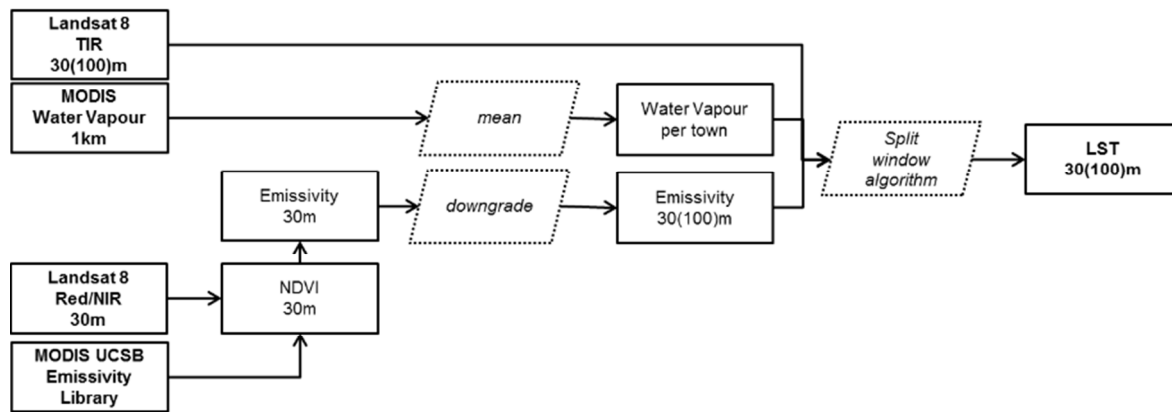 Landsat 8
TIR
30(100)m
MODIS
Water Vapour
1km
mean
Water Vapour
per town
Split
window
algorithm
LST
30(100)m
Emissivity
30m
downgrade
Emissivity
30(100)m
Landsat 8
Red/NIR
30m
NDVI
30m
MODIS UCSB
Emissivity
Library